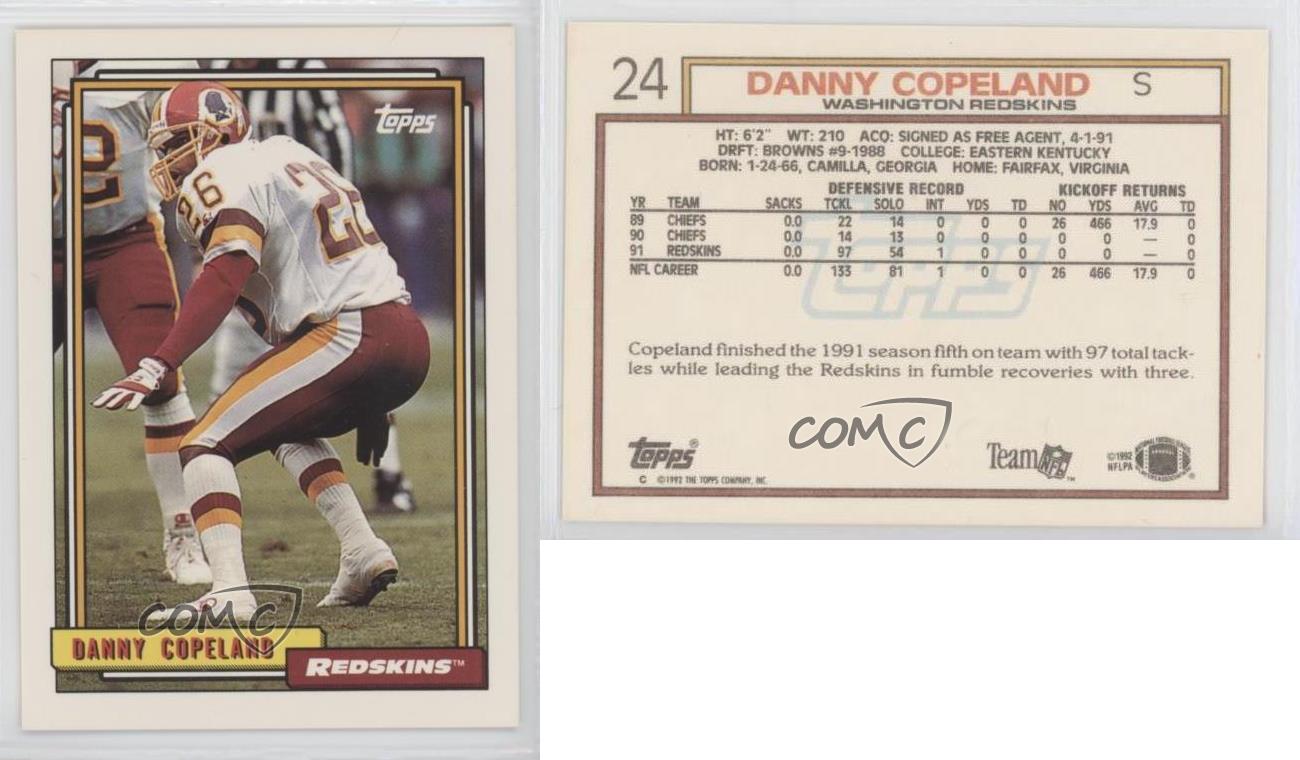 Topps
26
26
COMC
DANNY COPELAND
REDSKINS™
24
DANNY COPELAND
S
WASHINGTON REDSKINS
HT: 6'2" WT: 210 ACQ: SIGNED AS FREE AGENT, 4-1-91
DRFT: BROWNS #9-1988 COLLEGE: EASTERN KENTUCKY
BORN: 1-24-66, CAMILLA, GEORGIA HOME: FAIRFAX, VIRGINIA
DEFENSIVE RECORD KICKOFF RETURNS
YR TEAM SACKS TCKL SOLO INT YDS TD NO YDS AVG TD
89 CHIEFS 0.0 22 14 0 0 0 26 466 17.9 0
90 CHIEFS 0.0 14 13 0 0 0 0 0 — 0
91 REDSKINS 0.0 97 54 1 0 0 0 0 — 0
NFL CAREER 0.0 133 81 1 0 0 26 466 17.9 0
Topps
Copeland finished the 1991 season fifth on team with 97 total tack-
les while leading the Redskins in fumble recoveries with three.
COMC
Topps®
C ©1992 THE TOPPS COMPANY, INC.
Team NFL™
©1992
NFLPA